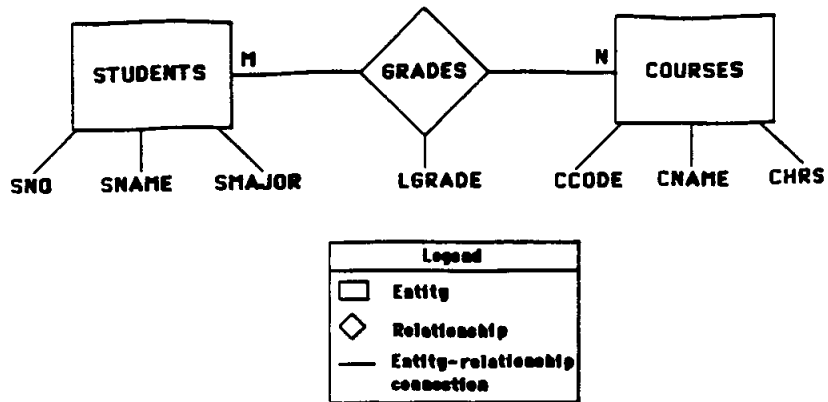 STUDENTS
M
GRADES
N
COURSES
SNO
SNAME
SMAJOR
LGRADE
CCODE
CNAME
CHRS
Legend
Entity
Relationship
Entity-relationship
connection